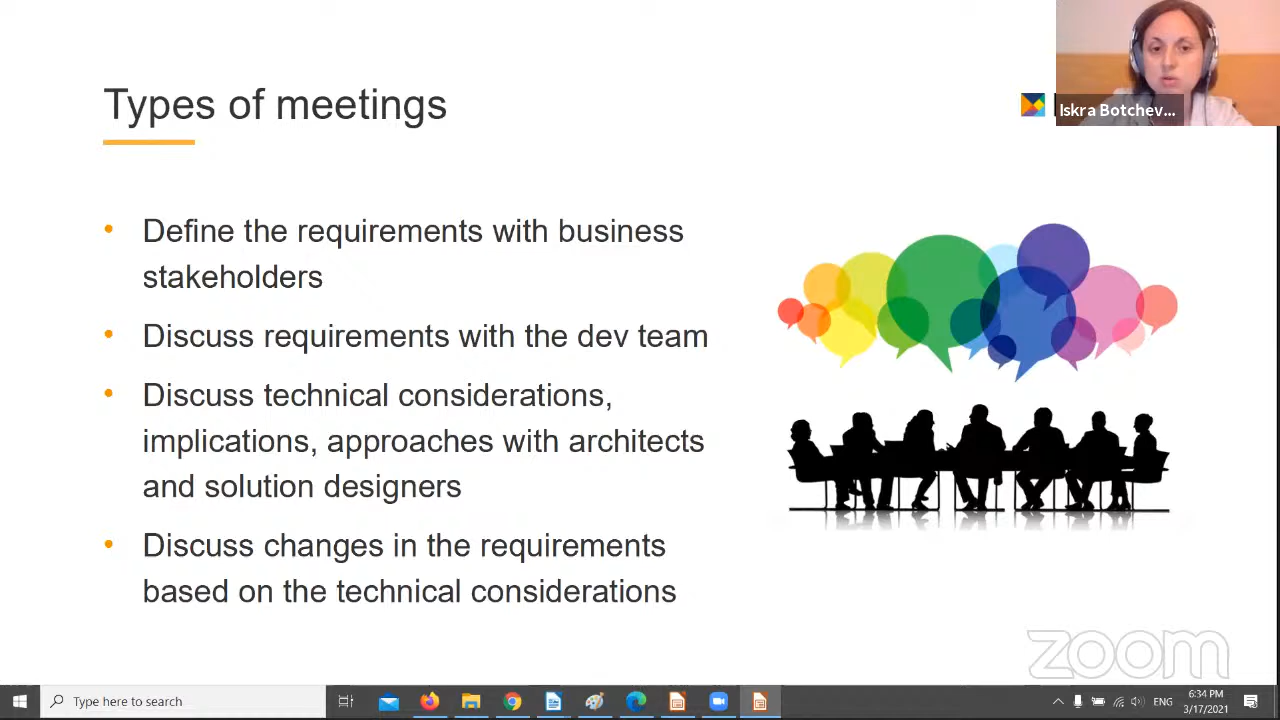 Types of meetings
Iskra Botchev...
• Define the requirements with business
stakeholders
• Discuss requirements with the dev team
• Discuss technical considerations,
implications, approaches with architects
and solution designers
• Discuss changes in the requirements
based on the technical considerations
zoom
Type here to search
ENG
6:34 PM
3/17/2021